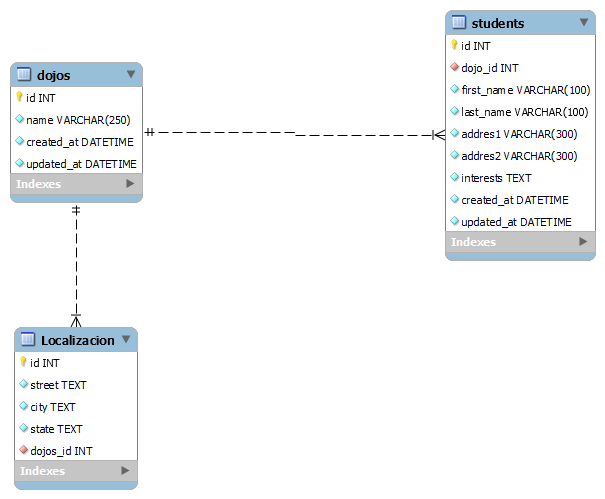 dojos
id INT
name VARCHAR(250)
created_at DATETIME
updated_at DATETIME
Indexes
students
id INT
dojo_id INT
first_name VARCHAR(100)
last_name VARCHAR(100)
addres1 VARCHAR(300)
addres2 VARCHAR(300)
interests TEXT
created_at DATETIME
updated_at DATETIME
Indexes
Localizacion
id INT
street TEXT
city TEXT
state TEXT
dojos_id INT
Indexes